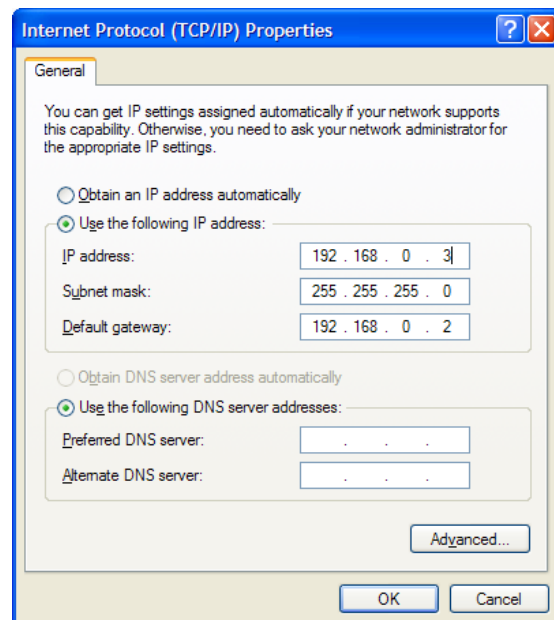 Internet Protocol (TCP/IP) Properties
General
You can get IP settings assigned automatically if your network supports
this capability. Otherwise, you need to ask your network administrator for
the appropriate IP settings.
Obtain an IP address automatically
Use the following IP address:
IP address: 192 . 168 . 0 . 3
Subnet mask: 255 . 255 . 255 . 0
Default gateway: 192 . 168 . 0 . 2
Obtain DNS server address automatically
Use the following DNS server addresses:
Preferred DNS server: . . .
Alternate DNS server: . . .
Advanced...
OK Cancel